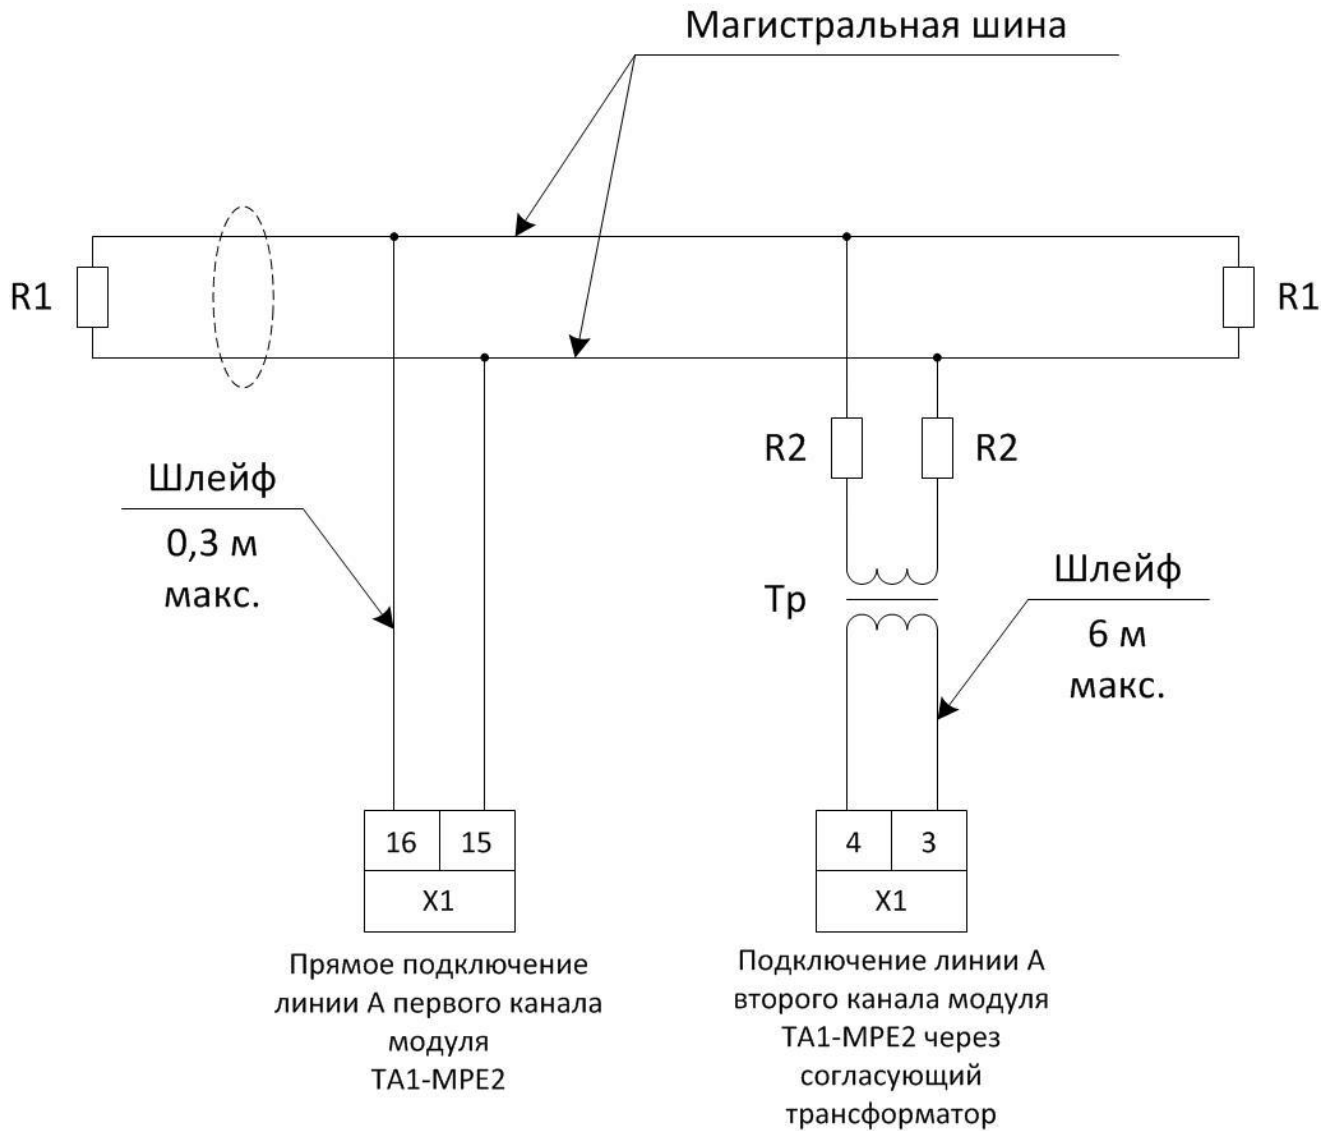 Магистральная шина
R1
R1
R2
R2
Шлейф
0,3 м
макс.
Тр
Шлейф
6 м
макс.
16
15
X1
4
3
X1
Прямое подключение
линии А первого канала
модуля
ТА1-МРЕ2
Подключение линии А
второго канала модуля
ТА1-МРЕ2 через
согласующий
трансформатор